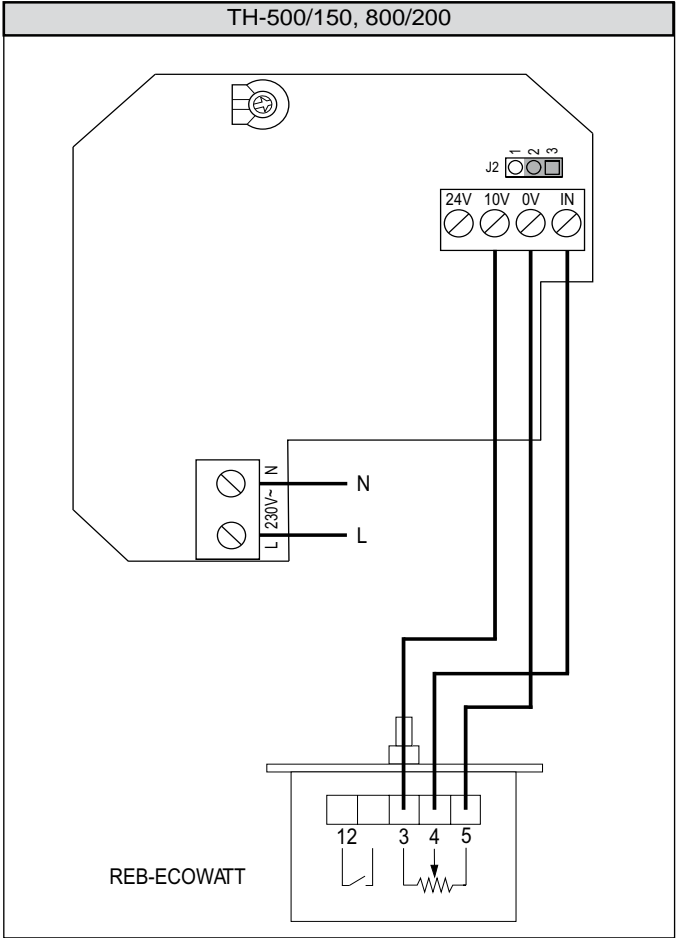 TH-500/150, 800/200
J2 1 2 3
24V 10V 0V IN
N N
230V~
L L
12 3 4 5
REB-ECOWATT